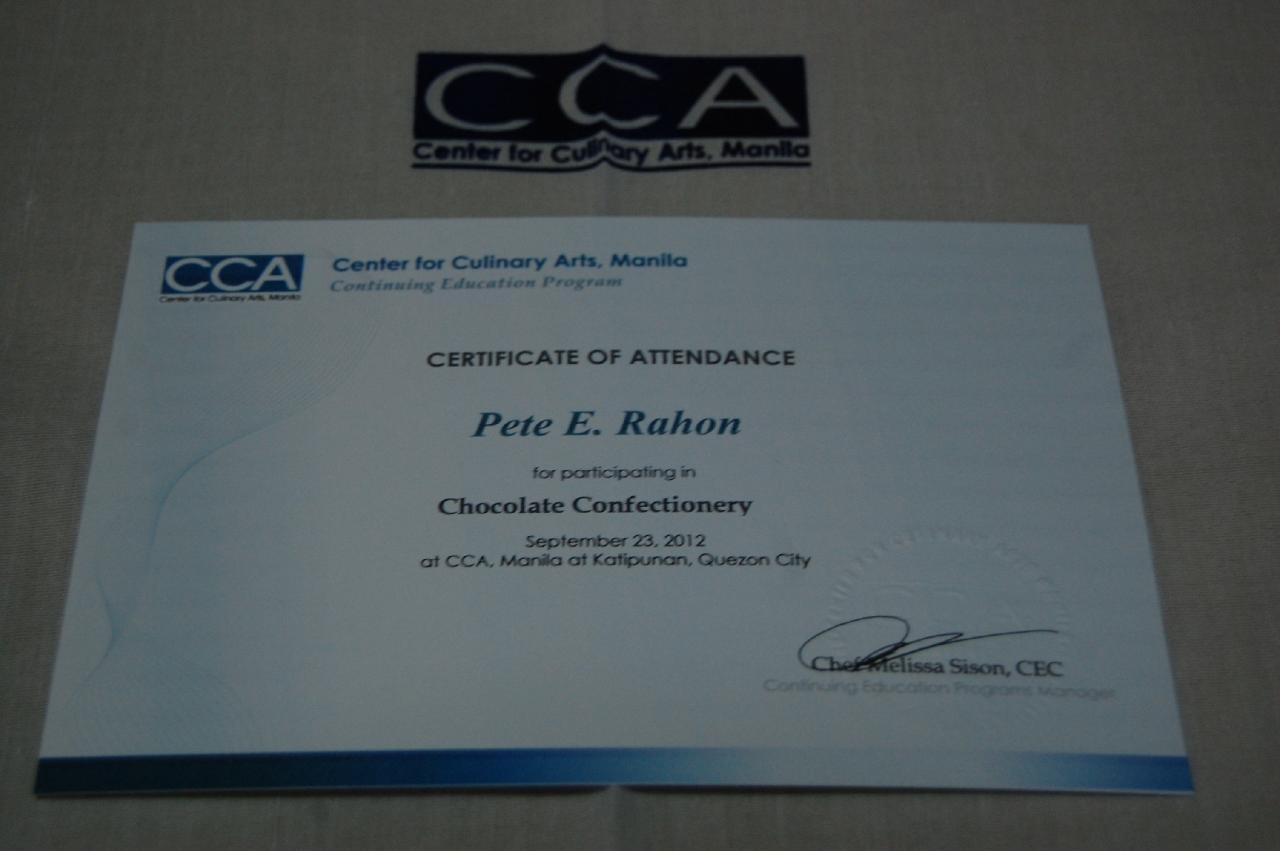 CCA
Center for Culinary Arts, Manila
CCA
Center for Culinary Arts, Manila
Center for Culinary Arts, Manila
Continuing Education Program
CERTIFICATE OF ATTENDANCE
Pete E. Rahon
for participating in
Chocolate Confectionery
September 23, 2012
at CCA, Manila at Katipunan, Quezon City
Chef Melissa Sison, CEC
Continuing Education Programs Manager